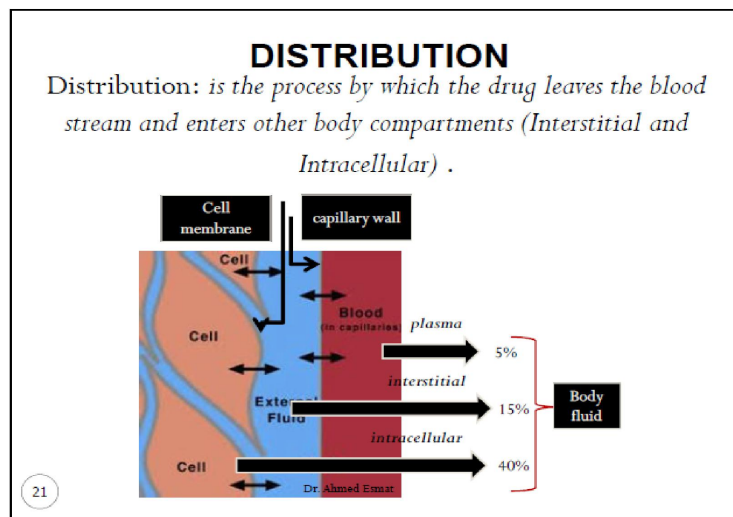 DISTRIBUTION
Distribution: is the process by which the drug leaves the blood
stream and enters other body compartments (Interstitial and
Intracellular) .
Cell
membrane
capillary wall
Cell
Blood
(in capillaries)
plasma
5%
Cell
interstitial
External
Fluid
15%
Body
fluid
intracellular
40%
Cell
Dr. Ahmed Esmat
21